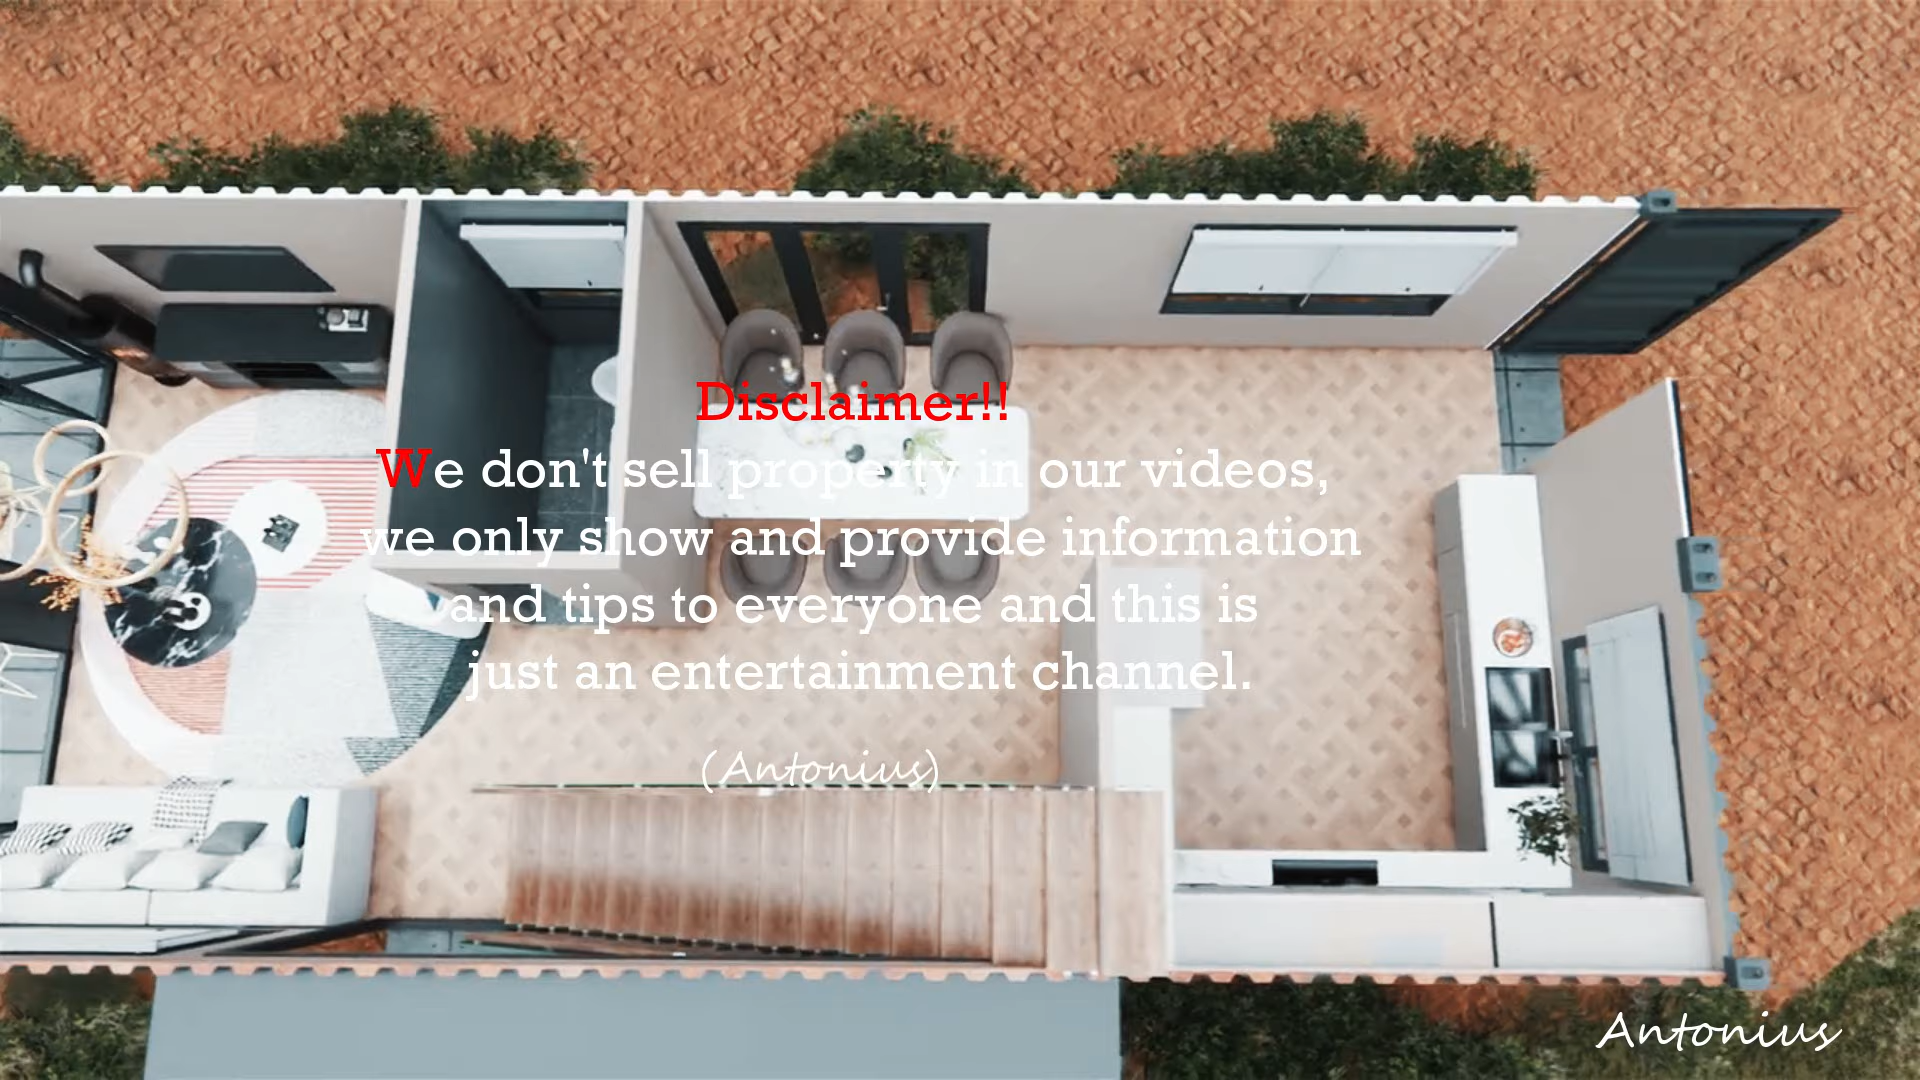 Disclaimer!!
We don't sell property in our videos,
we only show and provide information
and tips to everyone and this is
just an entertainment channel.
(Antonius)
Antonius